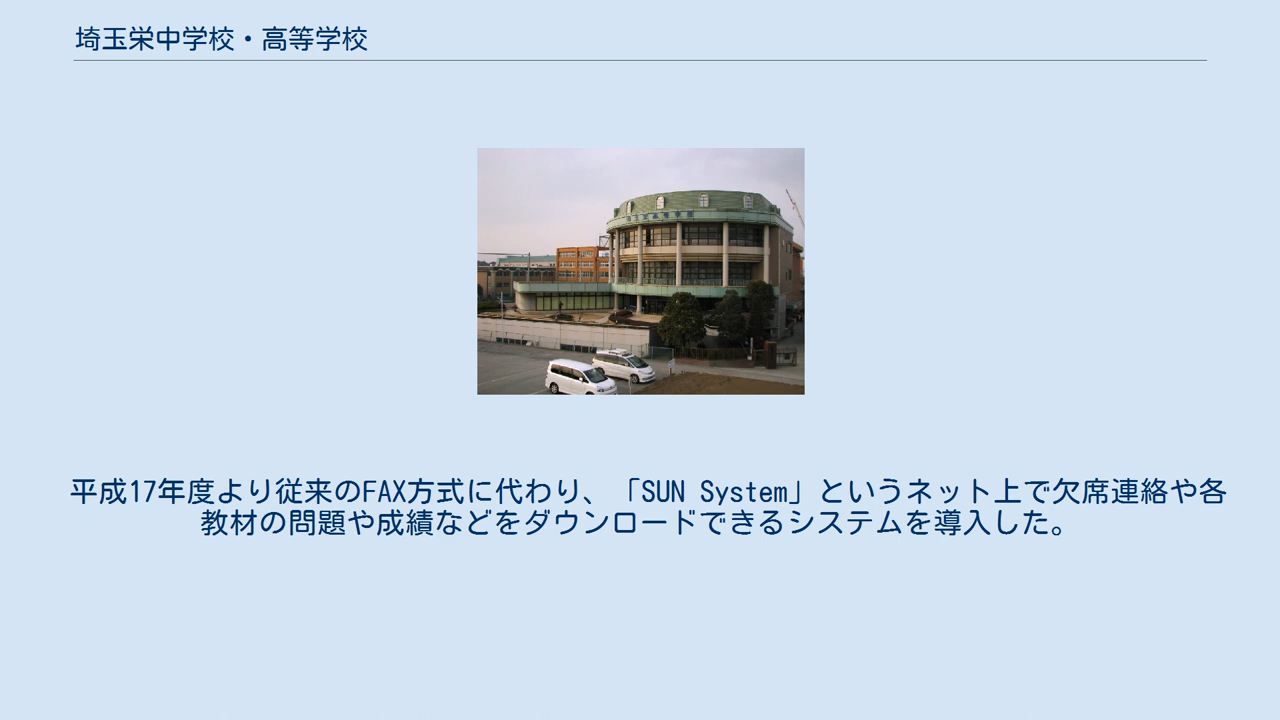 埼玉栄中学校・高等学校
平成17年度より従来のFAX方式に代わり、「SUN System」というネット上で欠席連絡や各
教材の問題や成績などをダウンロードできるシステムを導入した。